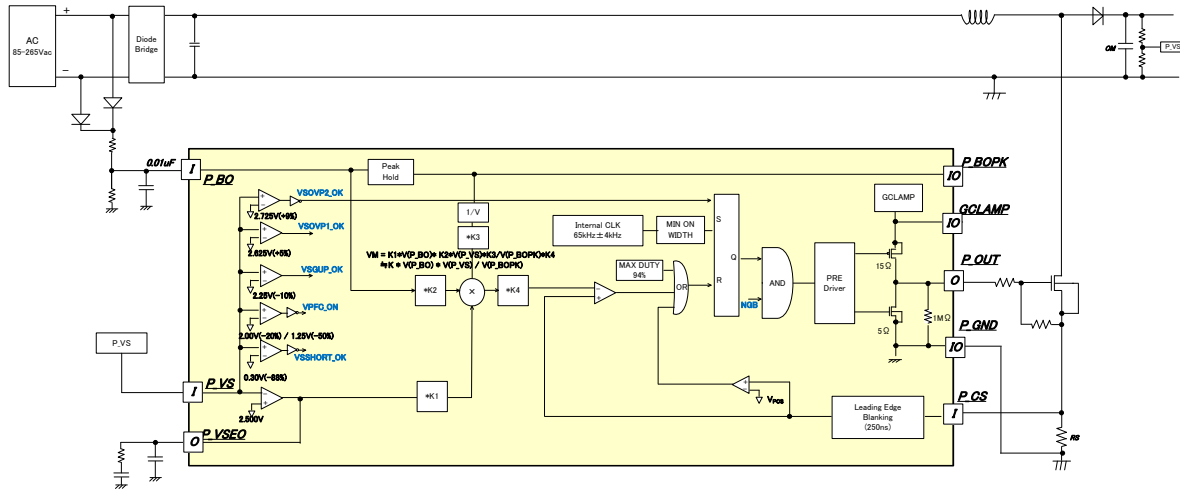 +
AC
85-265Vac
Diode
Bridge
−
CM
P_VS
0.01uF
I
P_BO
Peak
Hold
P_BOPK
IO
VSOVP2_OK
2.725V(+9%)
VSOVP1_OK
2.625V(+5%)
VSGUP_OK
2.25V(-10%)
VPFC_ON
2.00V(-20%) / 1.25V(-50%)
VSSHORT_OK
0.30V(-88%)
1/V
*K3
VM = K1*V(P_BO)* K2*V(P_VS)*K3/V(P_BOPK)*K4
≒K * V(P_BO) * V(P_VS) / V(P_BOPK)
*K2
×
*K4
Internal CLK
65kHz±4kHz
MIN ON
WIDTH
MAX DUTY
94%
OR
S
R
Q
NGB
AND
PRE
Driver
GCLAMP
GCLAMP
IO
15Ω
P_OUT
O
5Ω
1MΩ
P_GND
IO
P_VS
P_VS
I
2.500V
*K1
+
−
VPCS
Leading Edge
Blanking
(250ns)
P_CS
I
RS
P_VSEO
O